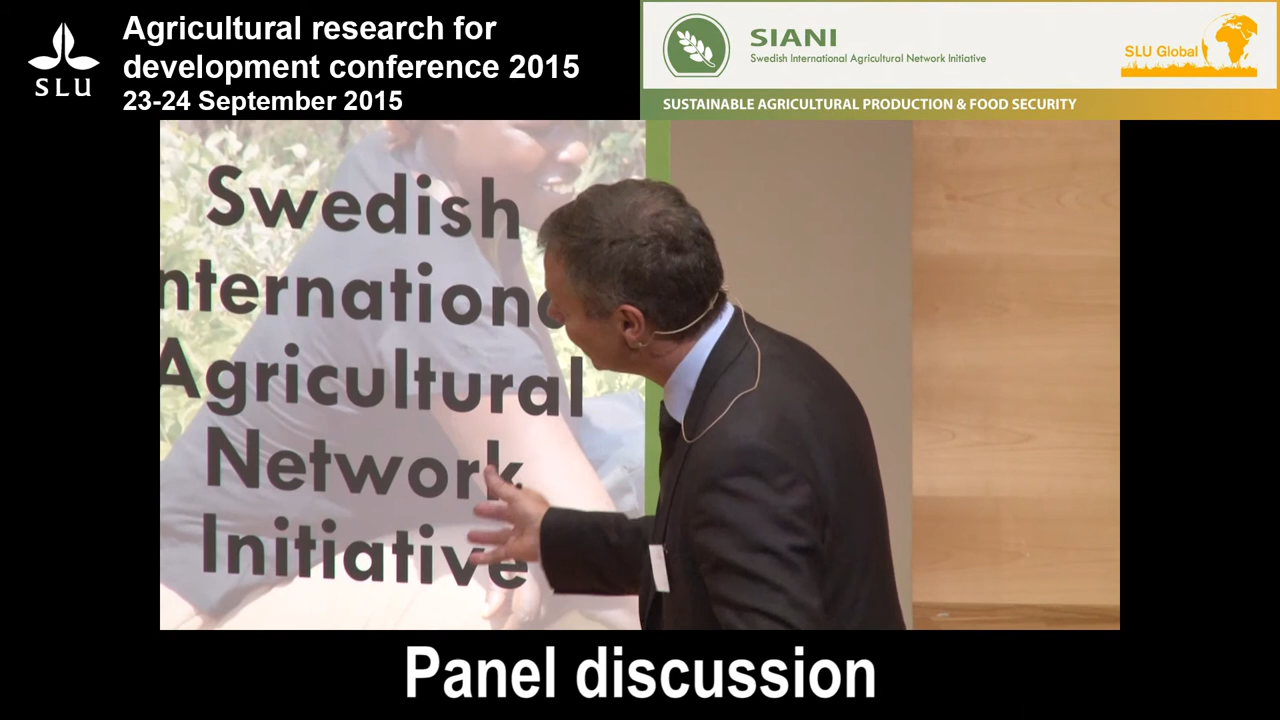 SLU
Agricultural research for
development conference 2015
23-24 September 2015
SIANI
Swedish International Agricultural Network Initiative
SLU Global
SUSTAINABLE AGRICULTURAL PRODUCTION & FOOD SECURITY
Swedish
nternationa
Agricultural
Network
Initiative
Panel discussion